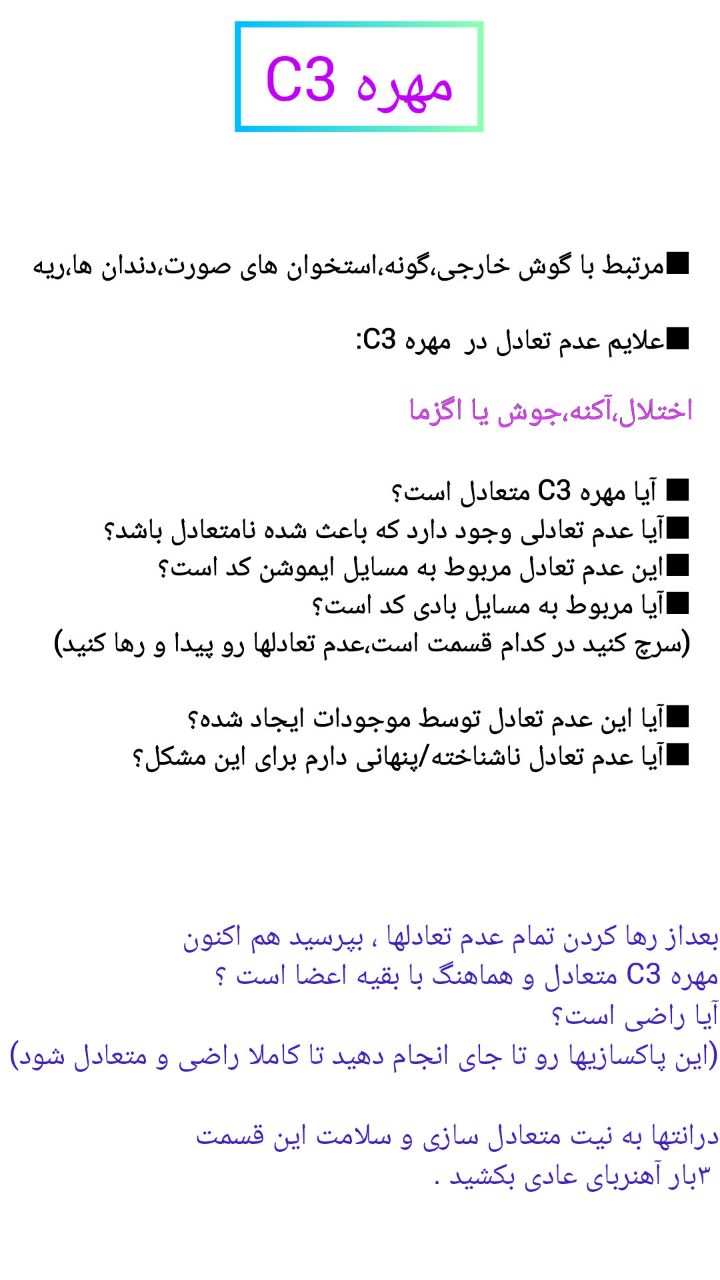 مهره C3
■مرتبط با گوش خارجی،گونه،استخوان های صورت،دندان ها،ریه
■علایم عدم تعادل در مهره C3:
اختلال،آکنه،جوش یا اگزما
■ آیا مهره C3 متعادل است؟
■آیا عدم تعادلی وجود دارد که باعث شده نامتعادل باشد؟
■این عدم تعادل مربوط به مسایل ایموشن کد است؟
■آیا مربوط به مسایل بادی کد است؟
(سرچ کنید در کدام قسمت است،عدم تعادلها رو پیدا و رها کنید)
■آیا این عدم تعادل توسط موجودات ایجاد شده؟
■آیا عدم تعادل ناشناخته/پنهانی دارم برای این مشکل؟
بعداز رها کردن تمام عدم تعادلها ، بپرسید هم اکنون
مهره C3 متعادل و هماهنگ با بقیه اعضا است ؟
آیا راضی است؟
(این پاکسازیها رو تا جای انجام دهید تا کاملا راضی و متعادل شود)
درانتها به نیت متعادل سازی و سلامت این قسمت
۳بار آهنربای عادی بکشید .